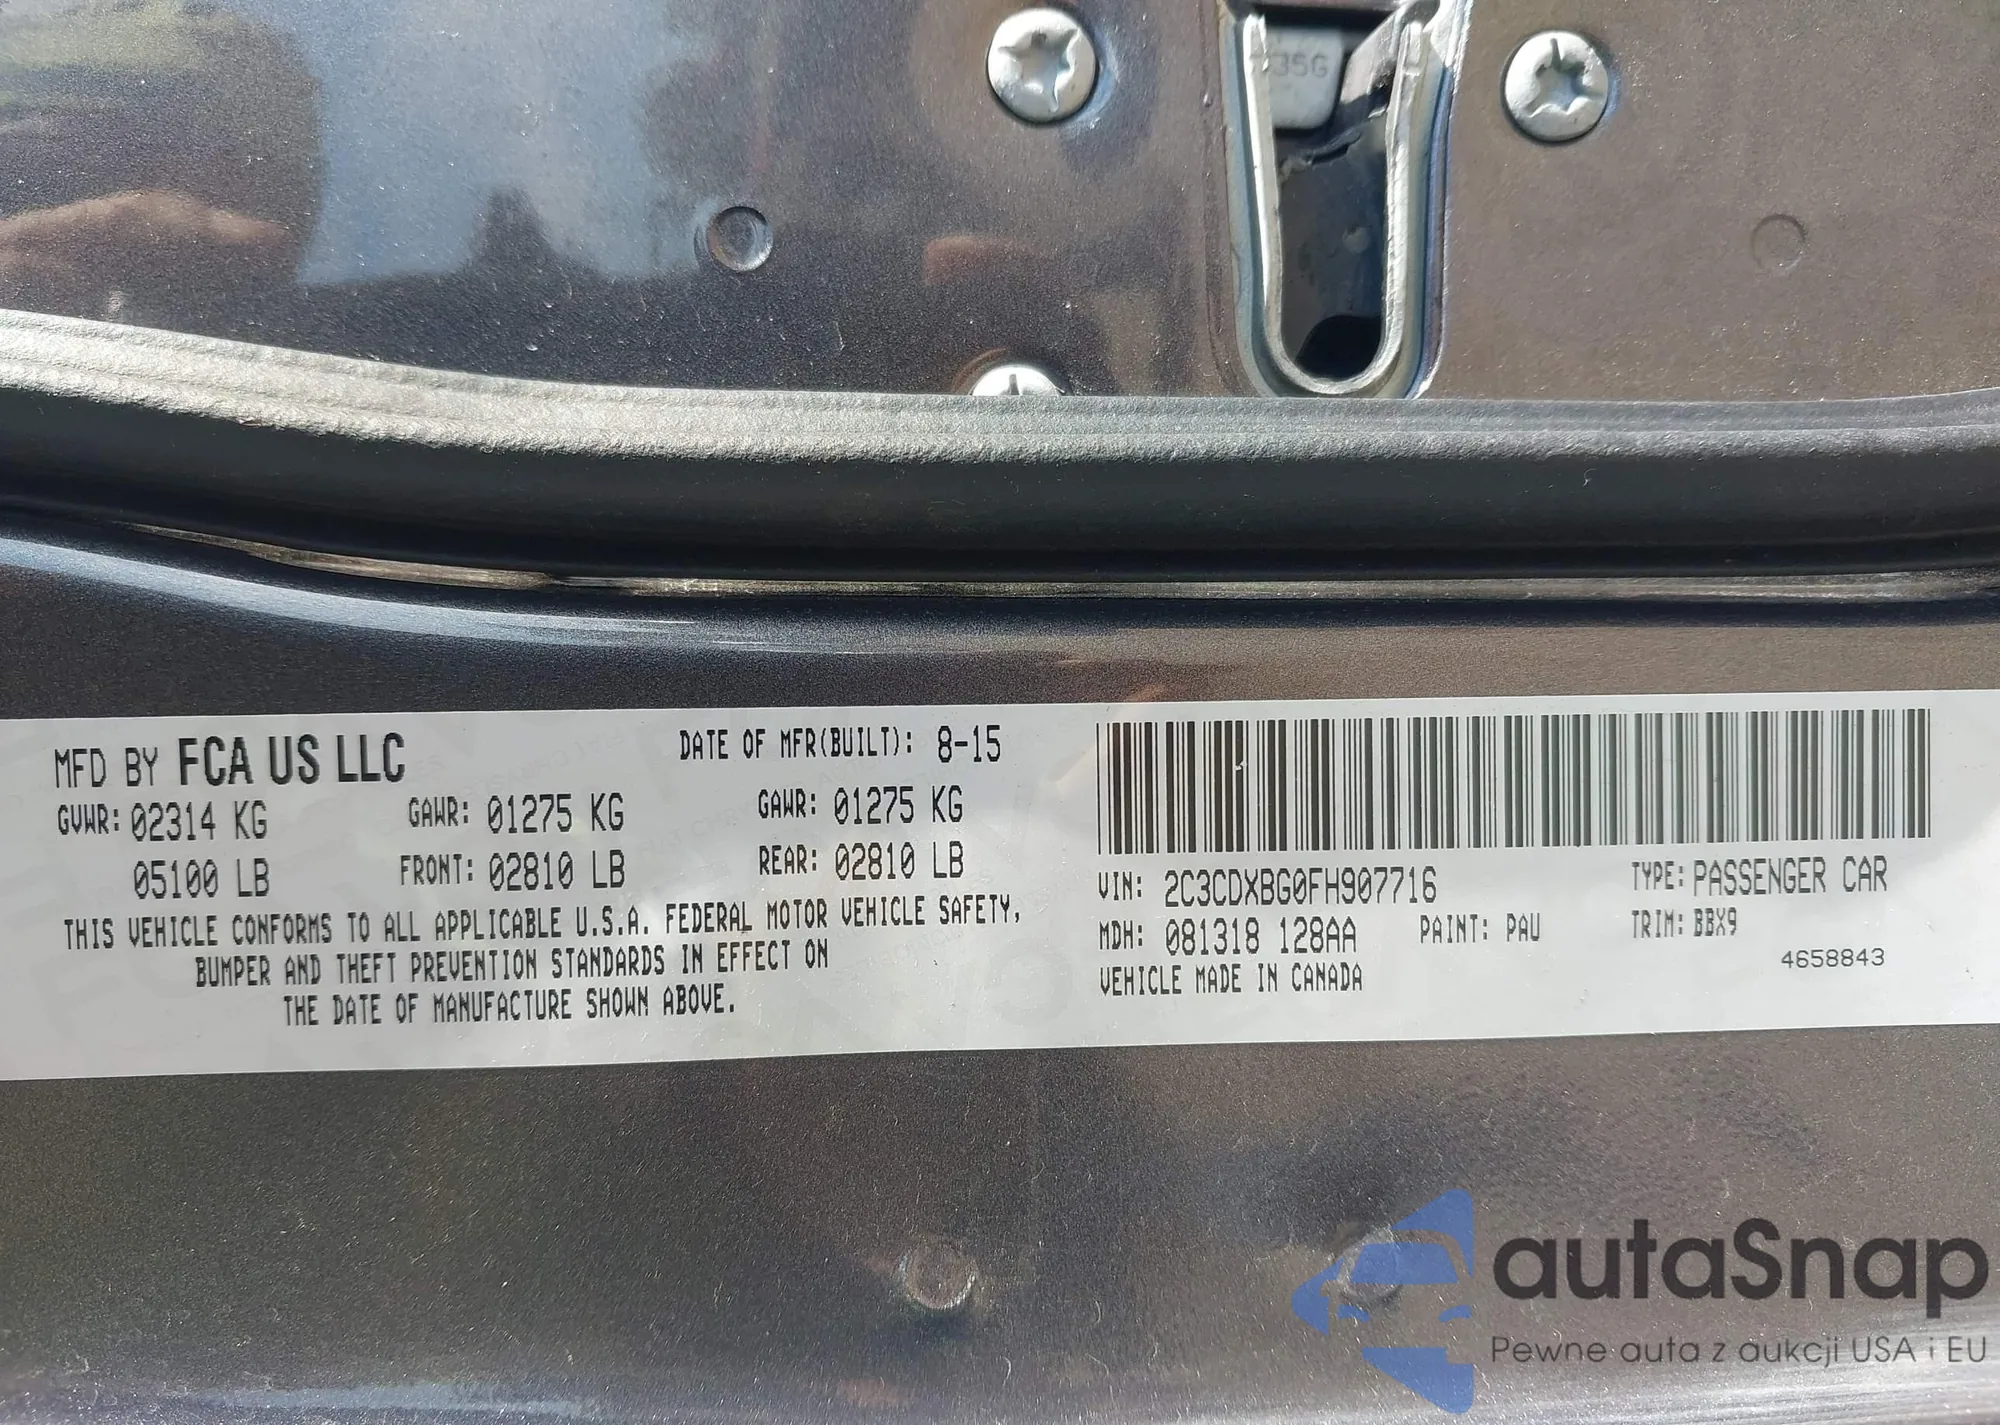 35G
MFD BY FCA US LLC
DATE OF MFR(BUILT): 8-15
GVWR: 02314 KG
GAWR: 01275 KG
GAWR: 01275 KG
05100 LB
FRONT: 02810 LB
REAR: 02810 LB
THIS VEHICLE CONFORMS TO ALL APPLICABLE U.S.A. FEDERAL MOTOR VEHICLE SAFETY,
BUMPER AND THEFT PREVENTION STANDARDS IN EFFECT ON
THE DATE OF MANUFACTURE SHOWN ABOVE.
VIN: 2C3CDXBG0FH907716
TYPE: PASSENGER CAR
MDH: 081318 128AA
PAINT: PAU
TRIM: BBX9
VEHICLE MADE IN CANADA
4658843
autaSnap
Pewne auta z aukcji USA i EU